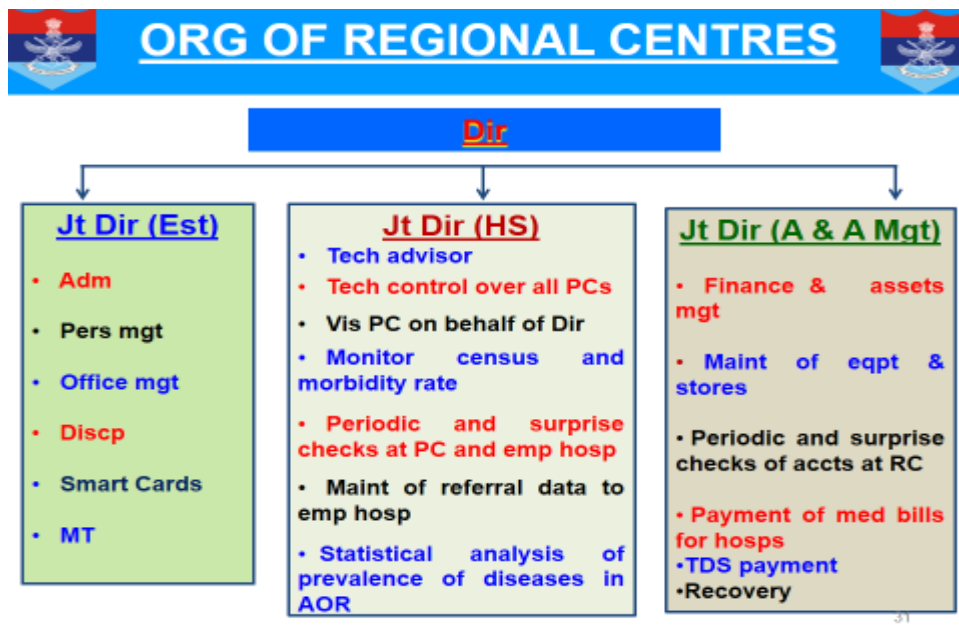 ORG OF REGIONAL CENTRES
Dir
Jt Dir (Est)
• Adm
• Pers mgt
• Office mgt
• Discp
• Smart Cards
• MT
Jt Dir (HS)
• Tech advisor
• Tech control over all PCs
• Vis PC on behalf of Dir
• Monitor census and
morbidity rate
• Periodic and surprise
checks at PC and emp hosp
• Maint of referral data to
emp hosp
• Statistical analysis of
prevalence of diseases in
AOR
Jt Dir (A & A Mgt)
• Finance & assets
mgt
• Maint of eqpt &
stores
• Periodic and surprise
checks of accts at RC
• Payment of med bills
for hosps
•TDS payment
•Recovery
31